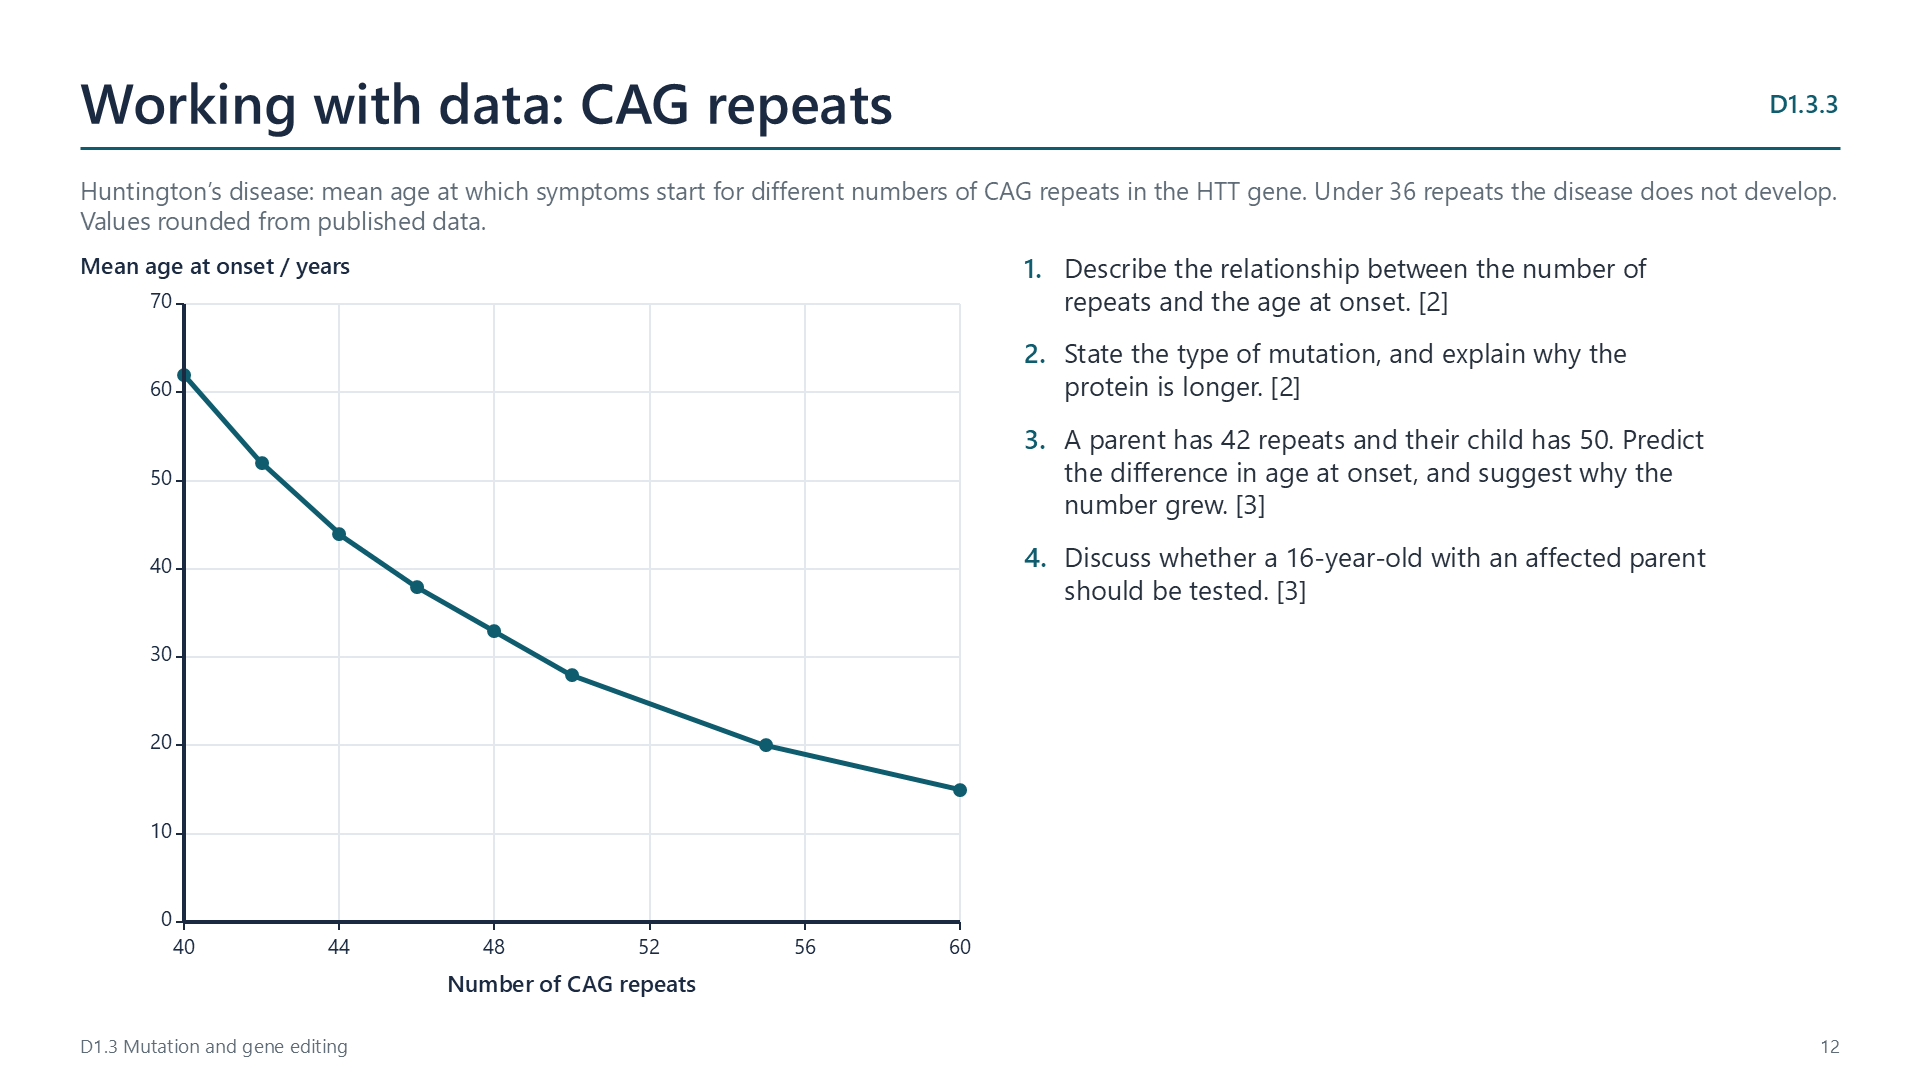 Working with data: CAG repeats
D1.3.3
Huntington’s disease: mean age at which symptoms start for different numbers of CAG repeats in the HTT gene. Under 36 repeats the disease does not develop.
Values rounded from published data.
Mean age at onset / years
70
60
50
40
30
20
10
0
40 44 48 52 56 60
Number of CAG repeats
1. Describe the relationship between the number of
repeats and the age at onset. [2]
2. State the type of mutation, and explain why the
protein is longer. [2]
3. A parent has 42 repeats and their child has 50. Predict
the difference in age at onset, and suggest why the
number grew. [3]
4. Discuss whether a 16-year-old with an affected parent
should be tested. [3]
D1.3 Mutation and gene editing
12